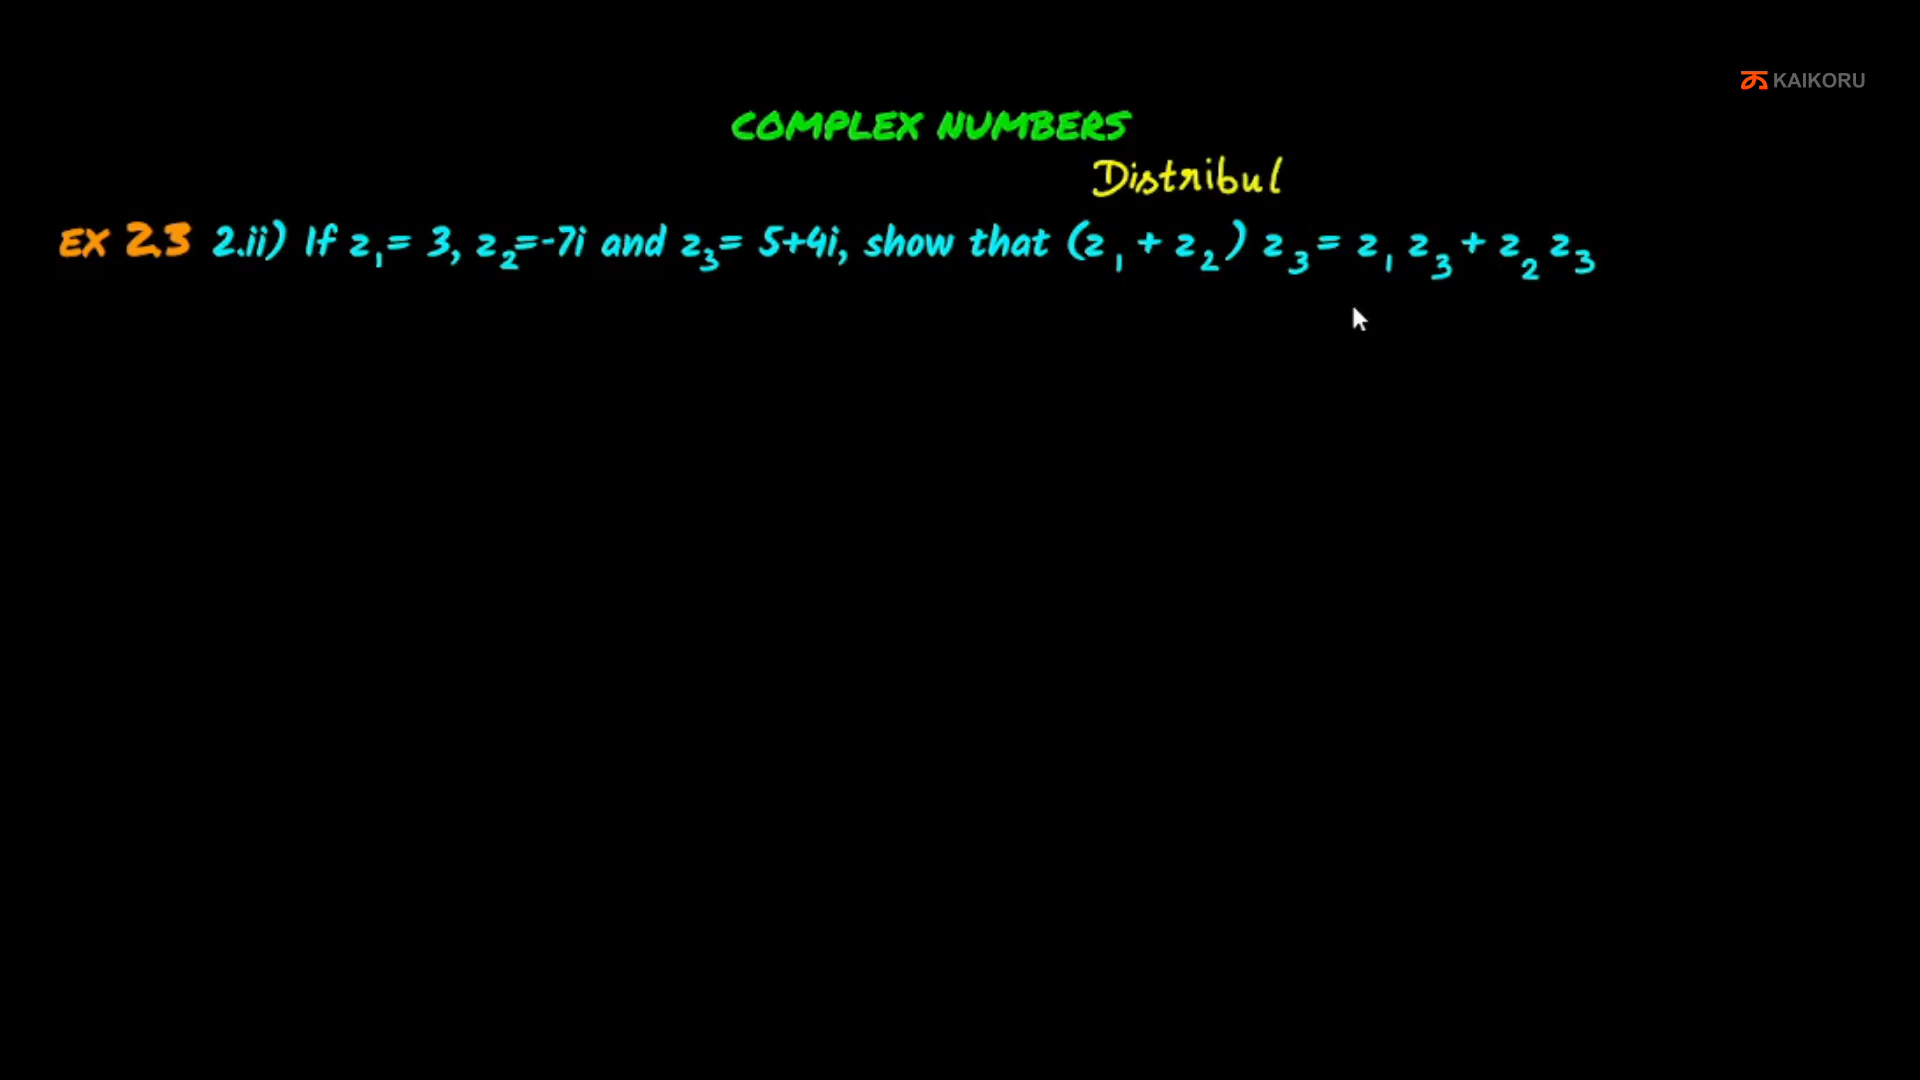 KAIKORU
COMPLEX NUMBERS
Distribul
EX 2.3 2.ii) If z₁= 3, z₂=-7i and z₃= 5+4i, show that (z₁ + z₂) z₃= z₁ z₃+ z₂ z₃